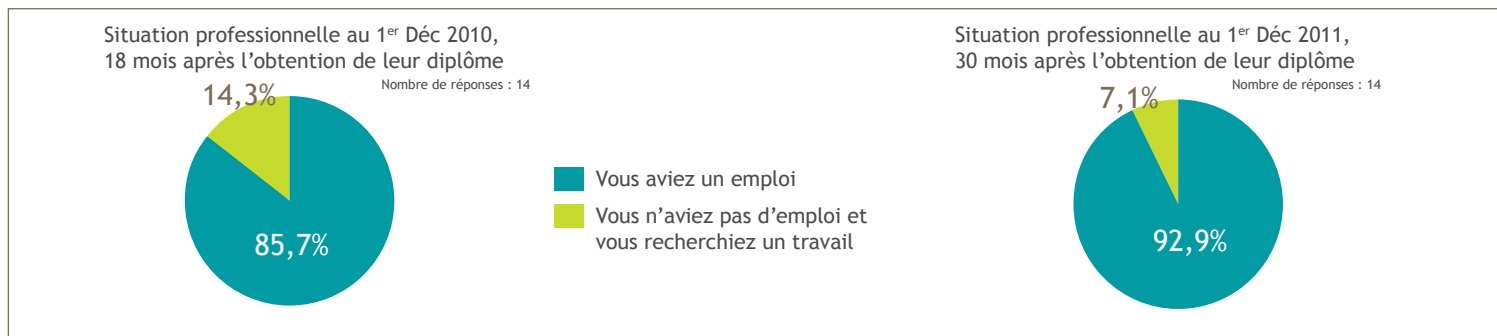 Situation professionnelle au 1er Déc 2010,
18 mois après l’obtention de leur diplôme
Nombre de réponses : 14
14,3%
85,7%
Vous aviez un emploi
Vous n’aviez pas d’emploi et
vous recherchiez un travail
Situation professionnelle au 1er Déc 2011,
30 mois après l’obtention de leur diplôme
Nombre de réponses : 14
7,1%
92,9%